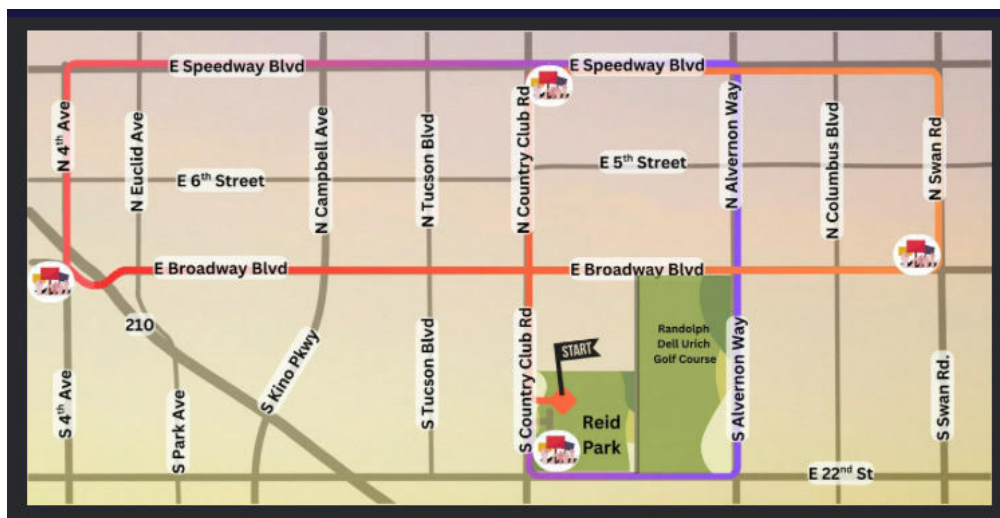 E Speedway Blvd
E Speedway Blvd
N 4th Ave
N Euclid Ave
N Campbell Ave
N Tucson Blvd
N Country Club Rd
N Alvernon Way
N Columbus Blvd
N Swan Rd
E 6th Street
E 5th Street
E Broadway Blvd
E Broadway Blvd
210
S 4th Ave
S Park Ave
S Kino Pkwy
S Tucson Blvd
S Country Club Rd
START
Reid
Park
Randolph
Dell Urich
Golf Course
S Alvernon Way
S Swan Rd.
E 22nd St